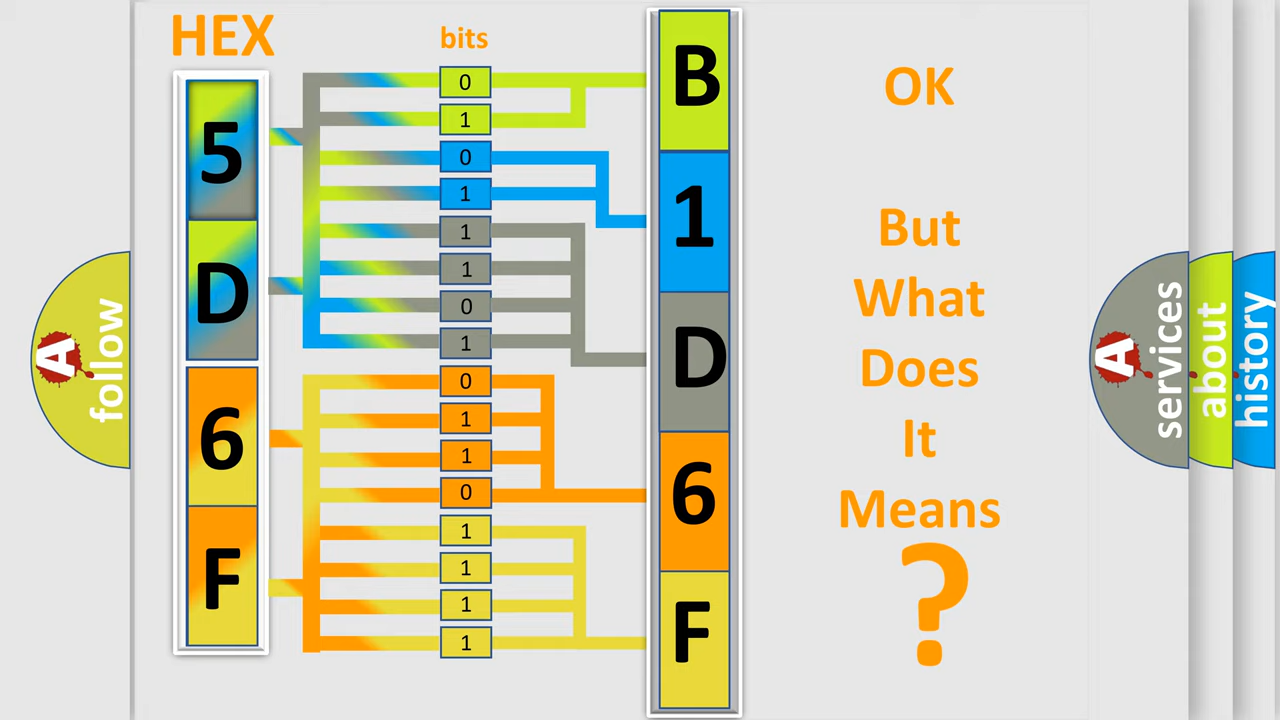 HEX
bits
5
D
6
F
0
1
0
1
1
1
0
1
0
1
1
0
1
1
1
1
B
1
D
6
F
OK
But
What
Does
It
Means
?
A
follow
A
services
about
history